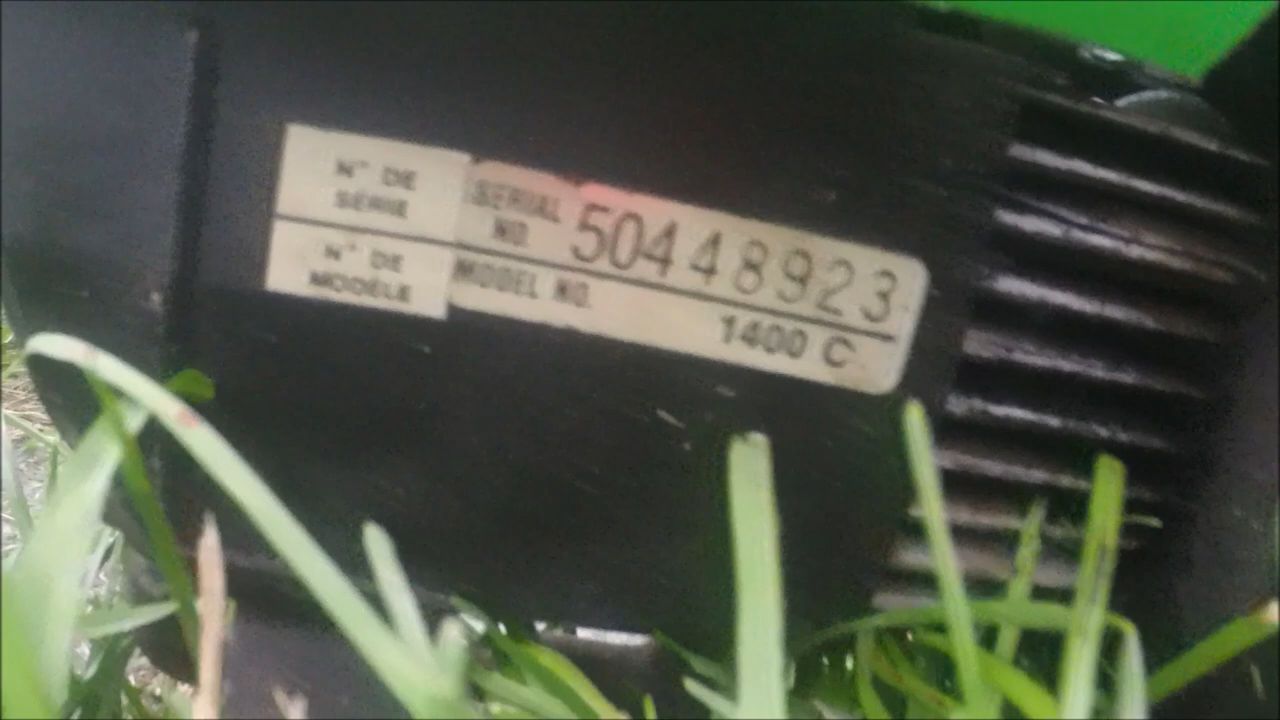 N° DE
SÉRIE
SERIAL
NO.
50448923
N° DE
MODÈLE
MODEL NO.
1400 C